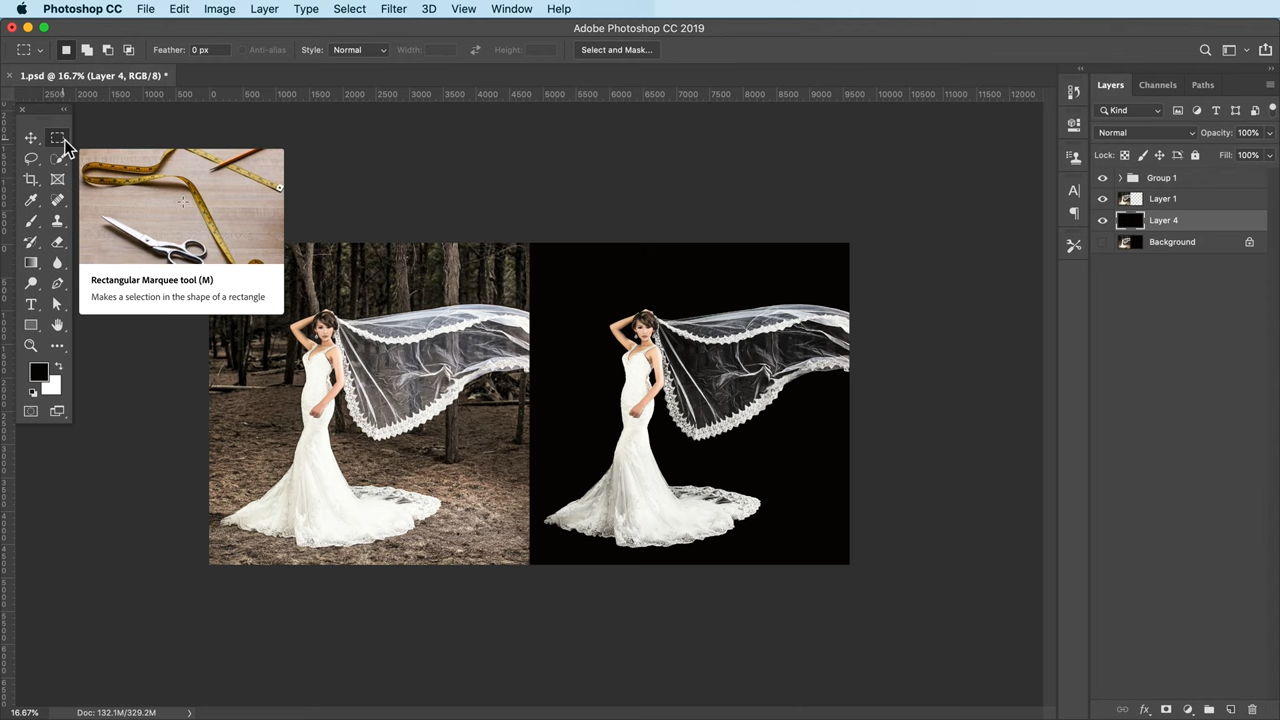 Photoshop CC File Edit Image Layer Type Select Filter 3D View Window Help
Adobe Photoshop CC 2019
Feather: 0 px Anti-alias Style: Normal Width: Height: Select and Mask...
1.psd @ 16.7% (Layer 4, RGB/8) *
2500 2000 1500 1000 500 0 500 1000 1500 2000 2500 3000 3500 4000 4500 5000 5500 6000 6500 7000 7500 8000 8500 9000 9500 10000 11000 12000
Layers Channels Paths
Kind
Normal Opacity: 100%
Lock: Fill: 100%
Group 1
Layer 1
Layer 4
Background
Rectangular Marquee tool (M)
Makes a selection in the shape of a rectangle
16.67% Doc: 132.1M/329.2M